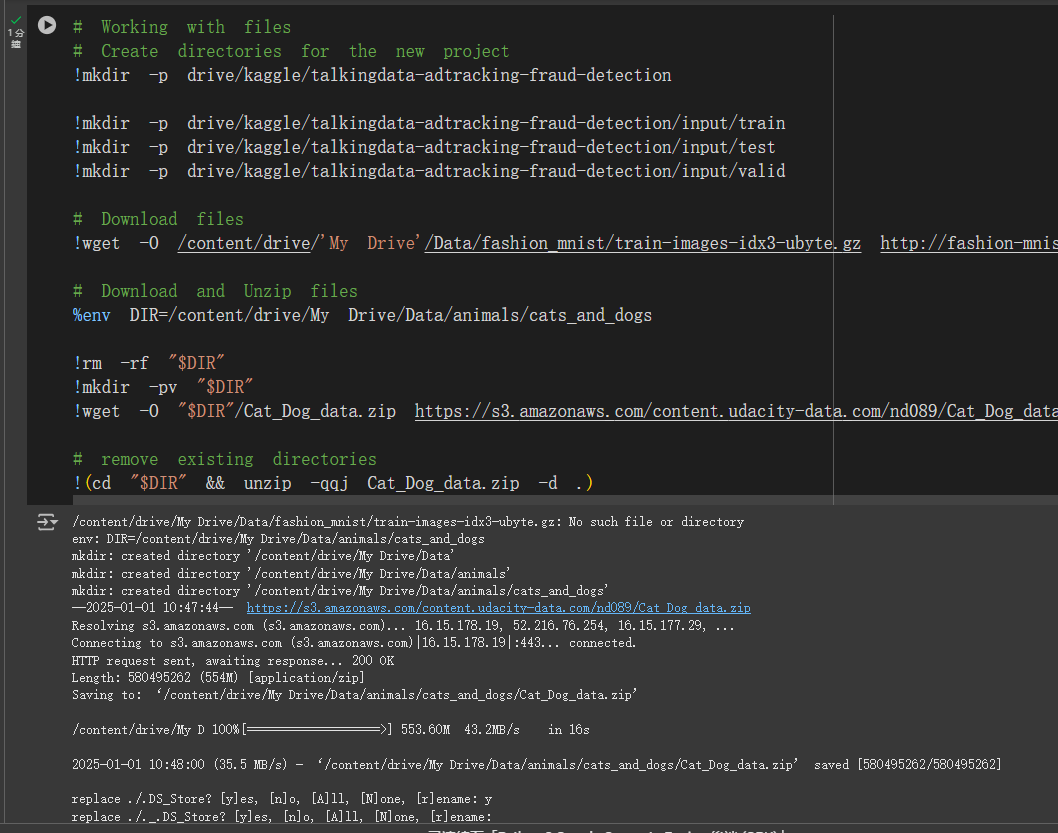 1分
鐘
# Working with files
# Create directories for the new project
!mkdir -p drive/kaggle/talkingdata-adtracking-fraud-detection
!mkdir -p drive/kaggle/talkingdata-adtracking-fraud-detection/input/train
!mkdir -p drive/kaggle/talkingdata-adtracking-fraud-detection/input/test
!mkdir -p drive/kaggle/talkingdata-adtracking-fraud-detection/input/valid
# Download files
!wget -O /content/drive/'My Drive'/Data/fashion_mnist/train-images-idx3-ubyte.gz http://fashion-mnis
# Download and Unzip files
%env DIR=/content/drive/My Drive/Data/animals/cats_and_dogs
!rm -rf "$DIR"
!mkdir -pv "$DIR"
!wget -O "$DIR"/Cat_Dog_data.zip https://s3.amazonaws.com/content.udacity-data.com/nd089/Cat_Dog_data
# remove existing directories
!(cd "$DIR" && unzip -qqj Cat_Dog_data.zip -d .)
/content/drive/My Drive/Data/fashion_mnist/train-images-idx3-ubyte.gz: No such file or directory
env: DIR=/content/drive/My Drive/Data/animals/cats_and_dogs
mkdir: created directory '/content/drive/My Drive/Data'
mkdir: created directory '/content/drive/My Drive/Data/animals'
mkdir: created directory '/content/drive/My Drive/Data/animals/cats_and_dogs'
--2025-01-01 10:47:44-- https://s3.amazonaws.com/content.udacity-data.com/nd089/Cat_Dog_data.zip
Resolving s3.amazonaws.com (s3.amazonaws.com)... 16.15.178.19, 52.216.76.254, 16.15.177.29, ...
Connecting to s3.amazonaws.com (s3.amazonaws.com)|16.15.178.19|:443... connected.
HTTP request sent, awaiting response... 200 OK
Length: 580495262 (554M) [application/zip]
Saving to: ‘/content/drive/My Drive/Data/animals/cats_and_dogs/Cat_Dog_data.zip’
/content/drive/My D 100%[===================>] 553.60M 43.2MB/s in 16s
2025-01-01 10:48:00 (35.5 MB/s) - ‘/content/drive/My Drive/Data/animals/cats_and_dogs/Cat_Dog_data.zip’ saved [580495262/580495262]
replace ./.DS_Store? [y]es, [n]o, [A]ll, [N]one, [r]ename: y
replace ./._.DS_Store? [y]es, [n]o, [A]ll, [N]one, [r]ename: